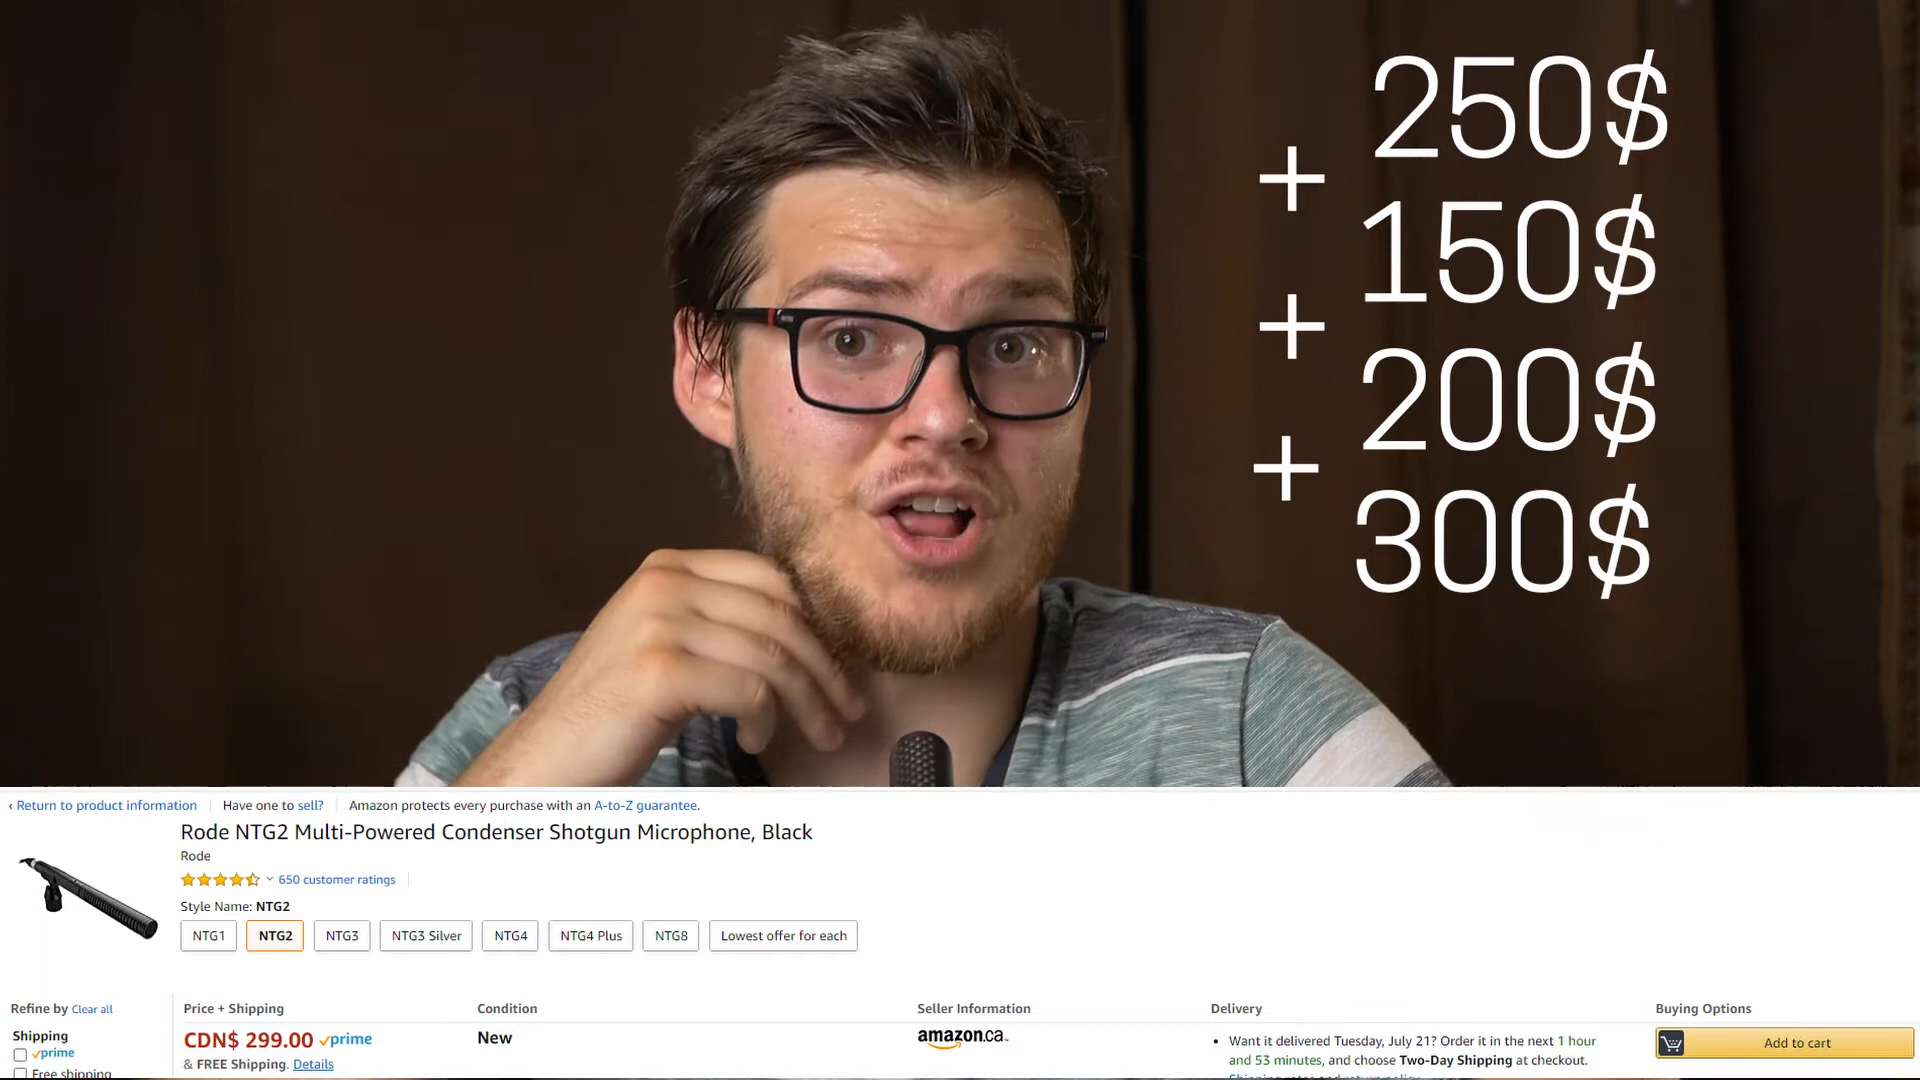 250$
+
150$
+
200$
+
300$
‹ Return to product information | Have one to sell? | Amazon protects every purchase with an A-to-Z guarantee.
Rode NTG2 Multi-Powered Condenser Shotgun Microphone, Black
Rode
650 customer ratings
Style Name: NTG2
NTG1 NTG2 NTG3 NTG3 Silver NTG4 NTG4 Plus NTG8 Lowest offer for each
Refine by Clear all
Shipping
prime
Free shipping
Price + Shipping Condition Seller Information Delivery Buying Options
CDN$ 299.00 prime
& FREE Shipping. Details
New
amazon.ca
• Want it delivered Tuesday, July 21? Order it in the next 1 hour
and 53 minutes, and choose Two-Day Shipping at checkout.
Add to cart